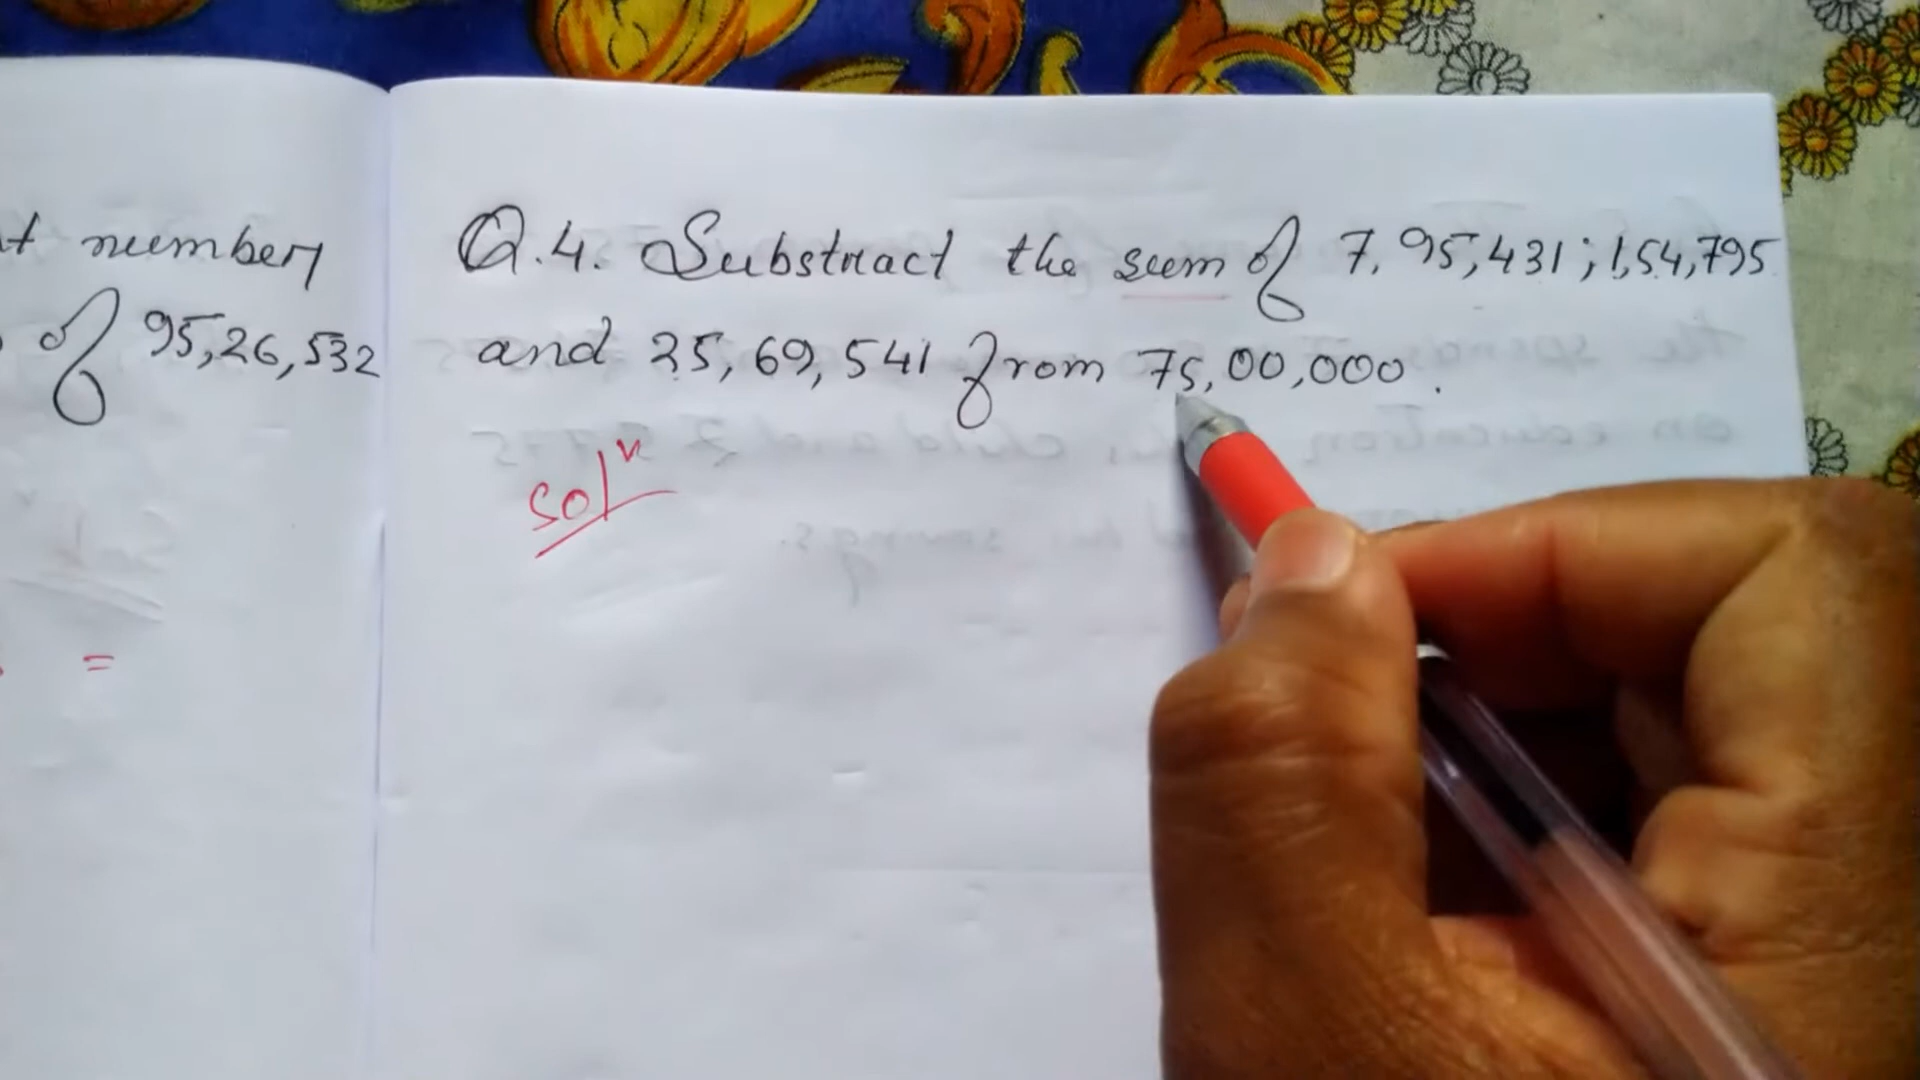 t number
of 95,26,532
=
Q.4. Substract the sum of 7,95,431; 1,54,795
and 25,69,541 from 75,00,000.
Solⁿ